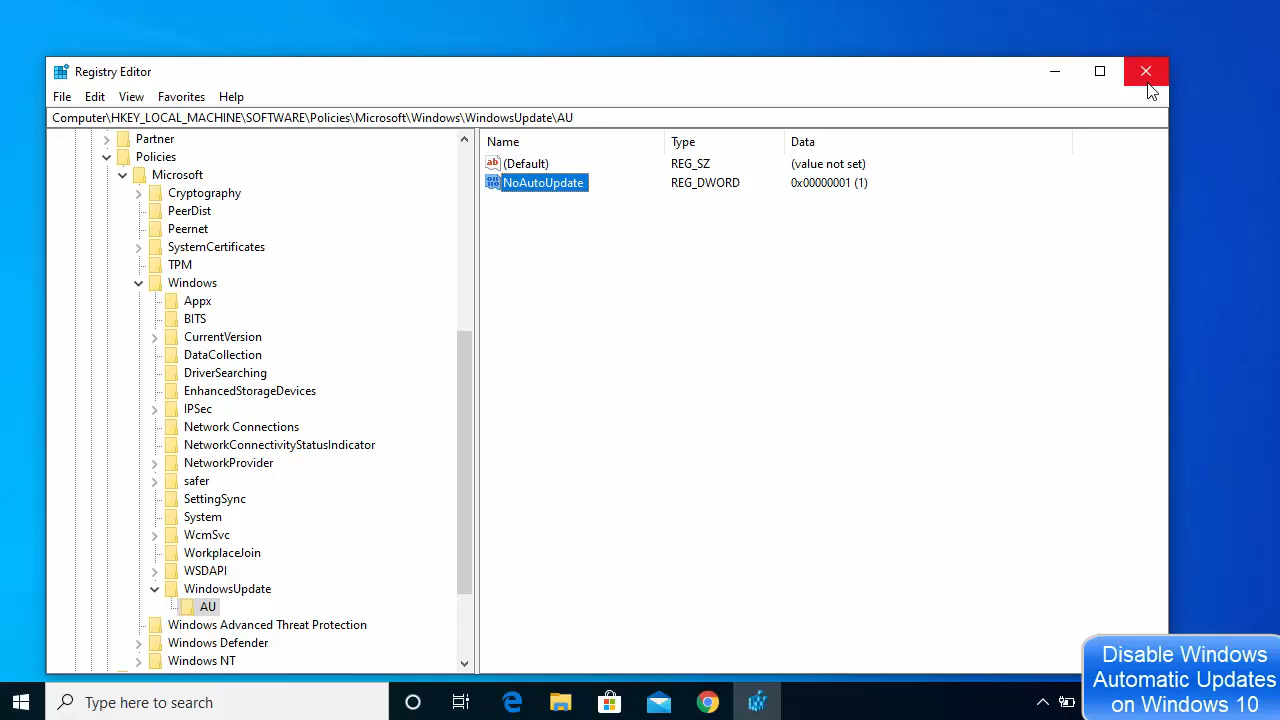 Registry Editor
File Edit View Favorites Help
Computer\HKEY_LOCAL_MACHINE\SOFTWARE\Policies\Microsoft\Windows\WindowsUpdate\AU
Partner
Policies
Microsoft
Cryptography
PeerDist
Peernet
SystemCertificates
TPM
Windows
Appx
BITS
CurrentVersion
DataCollection
DriverSearching
EnhancedStorageDevices
IPSec
Network Connections
NetworkConnectivityStatusIndicator
NetworkProvider
safer
SettingSync
System
WcmSvc
WorkplaceJoin
WSDAPI
WindowsUpdate
AU
Windows Advanced Threat Protection
Windows Defender
Windows NT
Name Type Data
(Default) REG_SZ (value not set)
NoAutoUpdate REG_DWORD 0x00000001 (1)
Type here to search
Disable Windows
Automatic Updates
on Windows 10